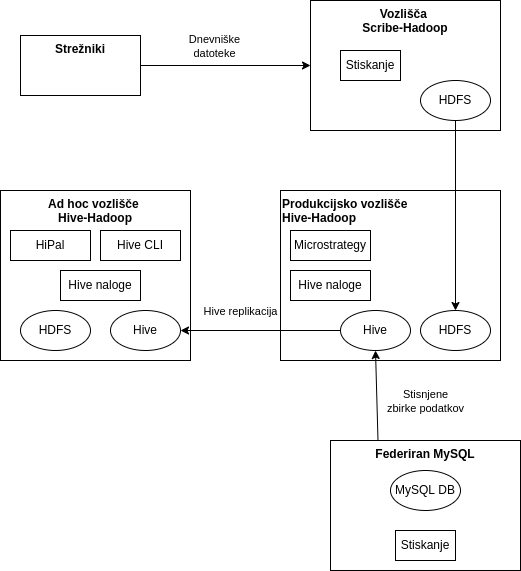 Vozlišča
Scribe-Hadoop
Strežniki
Dnevniške
datoteke
Stiskanje
HDFS
Ad hoc vozlišče
Hive-Hadoop
HiPal
Hive CLI
Hive naloge
HDFS
Hive
Produkcijsko vozlišče
Hive-Hadoop
Microstrategy
Hive naloge
Hive
HDFS
Hive replikacija
Stisnjene
zbirke podatkov
Federiran MySQL
MySQL DB
Stiskanje